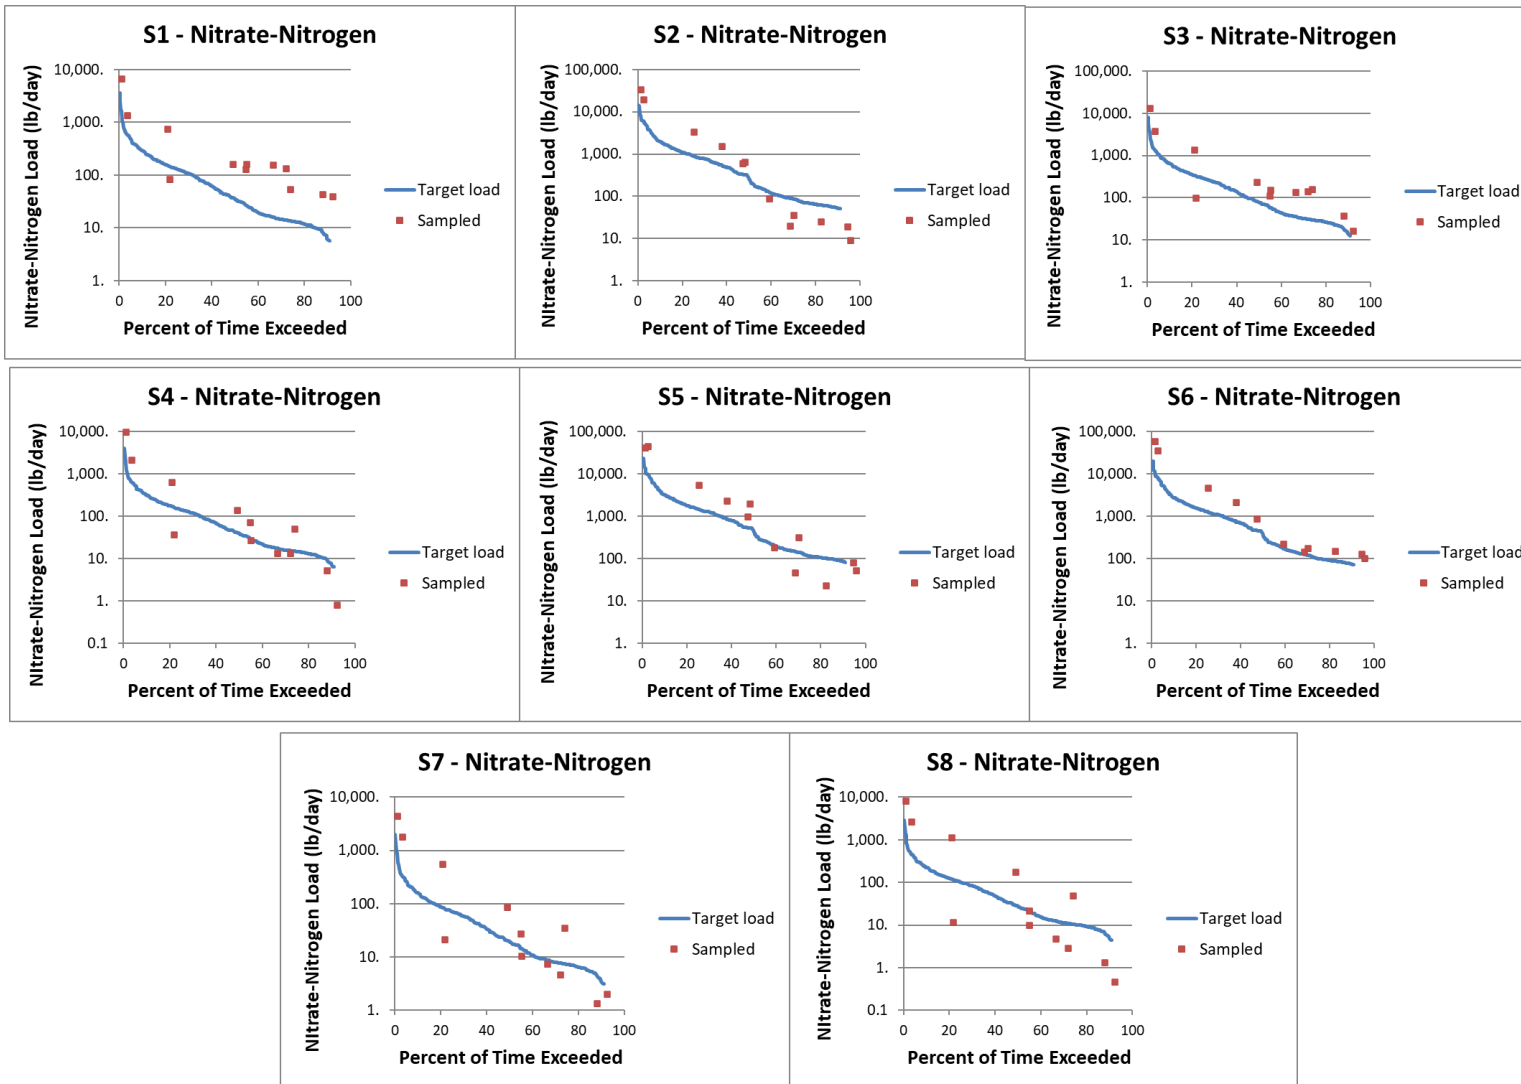 S1 - Nitrate-Nitrogen
NItrate-Nitrogen Load (lb/day)
10,000.
1,000.
100.
10.
1.
0 20 40 60 80 100
Percent of Time Exceeded
Target load
Sampled
S2 - Nitrate-Nitrogen
NItrate-Nitrogen Load (lb/day)
100,000.
10,000.
1,000.
100.
10.
1.
0 20 40 60 80 100
Percent of Time Exceeded
Target load
Sampled
S3 - Nitrate-Nitrogen
NItrate-Nitrogen Load (lb/day)
100,000.
10,000.
1,000.
100.
10.
1.
0 20 40 60 80 100
Percent of Time Exceeded
Target load
Sampled
S4 - Nitrate-Nitrogen
NItrate-Nitrogen Load (lb/day)
10,000.
1,000.
100.
10.
1.
0.1
0 20 40 60 80 100
Percent of Time Exceeded
Target load
Sampled
S5 - Nitrate-Nitrogen
NItrate-Nitrogen Load (lb/day)
100,000.
10,000.
1,000.
100.
10.
1.
0 20 40 60 80 100
Percent of Time Exceeded
Target load
Sampled
S6 - Nitrate-Nitrogen
NItrate-Nitrogen Load (lb/day)
100,000.
10,000.
1,000.
100.
10.
1.
0 20 40 60 80 100
Percent of Time Exceeded
Target load
Sampled
S7 - Nitrate-Nitrogen
NItrate-Nitrogen Load (lb/day)
10,000.
1,000.
100.
10.
1.
0 20 40 60 80 100
Percent of Time Exceeded
Target load
Sampled
S8 - Nitrate-Nitrogen
NItrate-Nitrogen Load (lb/day)
10,000.
1,000.
100.
10.
1.
0.1
0 20 40 60 80 100
Percent of Time Exceeded
Target load
Sampled